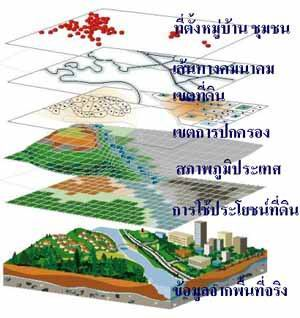 ที่ตั้งหมู่บ้าน ชุมชน
เส้นทางคมนาคม
เขตที่ดิน
เขตการปกครอง
สภาพภูมิประเทศ
การใช้ประโยชน์ที่ดิน
ข้อมูลจากพื้นที่จริง